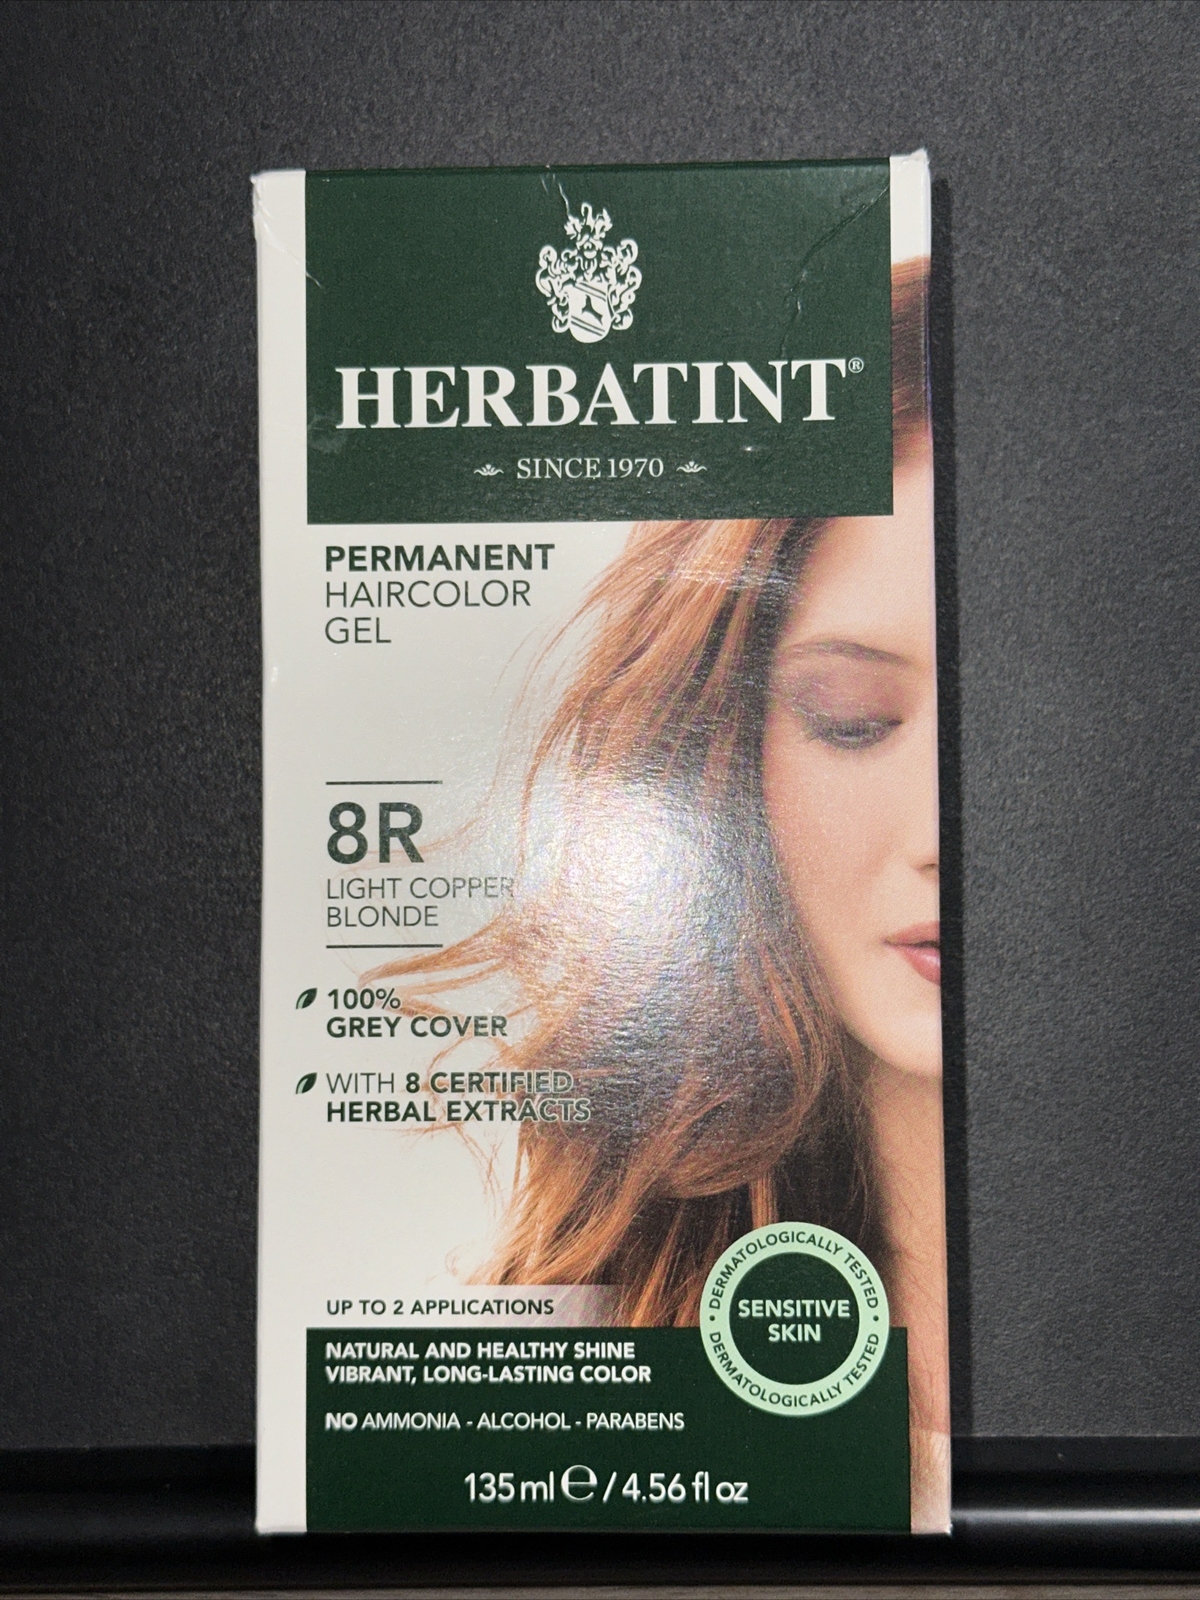 HERBATINT®
SINCE 1970
PERMANENT
HAIRCOLOR
GEL
8R
LIGHT COPPER
BLONDE
100%
GREY COVER
WITH 8 CERTIFIED
HERBAL EXTRACTS
UP TO 2 APPLICATIONS
NATURAL AND HEALTHY SHINE
VIBRANT, LONG-LASTING COLOR
NO AMMONIA - ALCOHOL - PARABENS
• DERMATOLOGICALLY TESTED •
SENSITIVE
SKIN
DERMATOLOGICALLY TESTED
135 ml ℮ / 4.56 fl oz